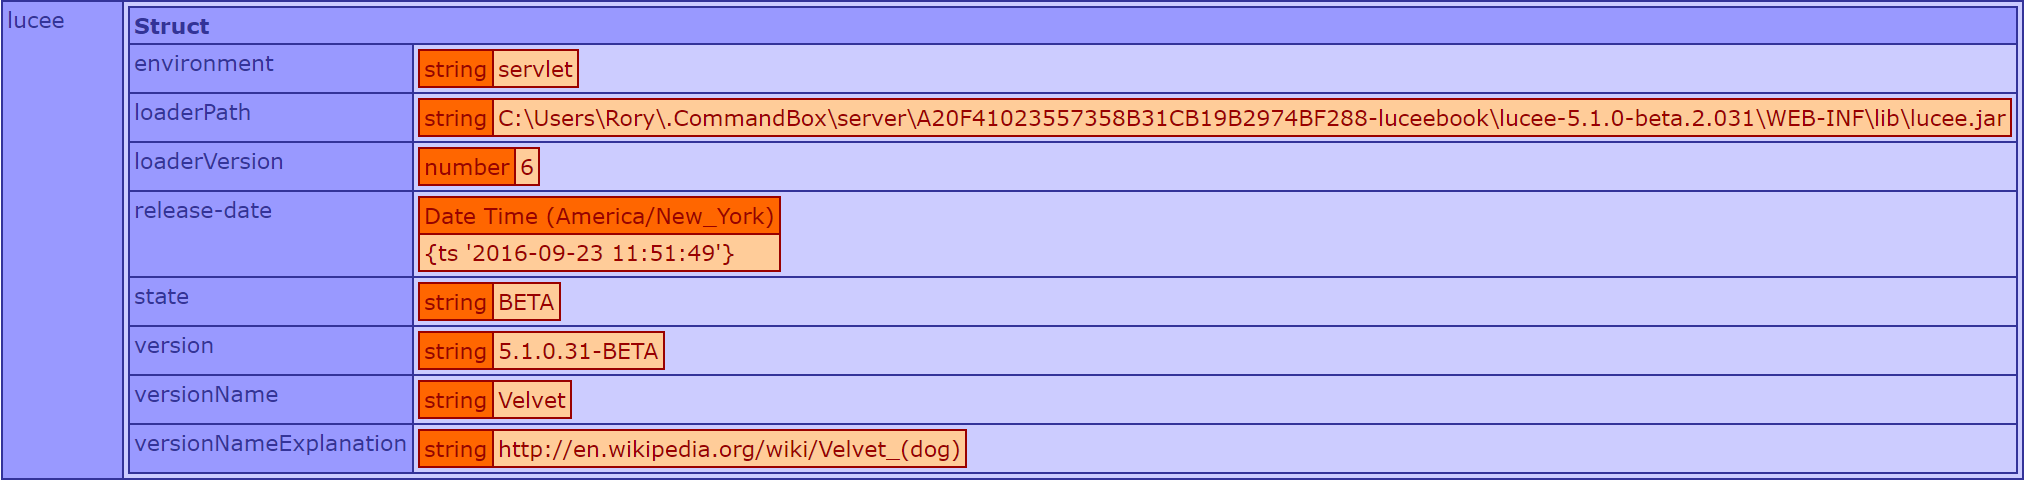 lucee
Struct
environment string servlet
loaderPath string C:\Users\Rory\.CommandBox\server\A20F41023557358B31CB19B2974BF288-luceebook\lucee-5.1.0-beta.2.031\WEB-INF\lib\lucee.jar
loaderVersion number 6
release-date Date Time (America/New_York)
{ts '2016-09-23 11:51:49'}
state string BETA
version string 5.1.0.31-BETA
versionName string Velvet
versionNameExplanation string http://en.wikipedia.org/wiki/Velvet_(dog)